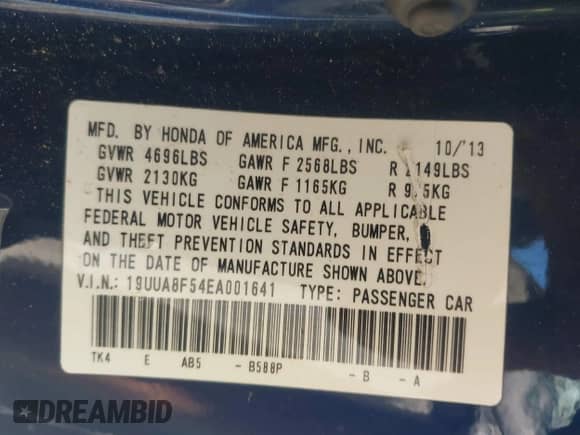 MFD. BY HONDA OF AMERICA MFG., INC. 10/'13
GVWR 4696LBS GAWR F 2568LBS R 2149LBS
GVWR 2130KG GAWR F 1165KG R
THIS VEHICLE CONFORMS TO ALL APPLICABLE
FEDERAL MOTOR VEHICLE SAFETY, BUMPER,
AND THEFT PREVENTION STANDARDS IN EFFECT
ON THE DATE OF MANUFACTURE SHOWN ABOVE.
V.I.N.: 19UUA8F54EA001641 TYPE: PASSENGER CAR
TK4 E AB5 - B588P - B - A
DREAMBID